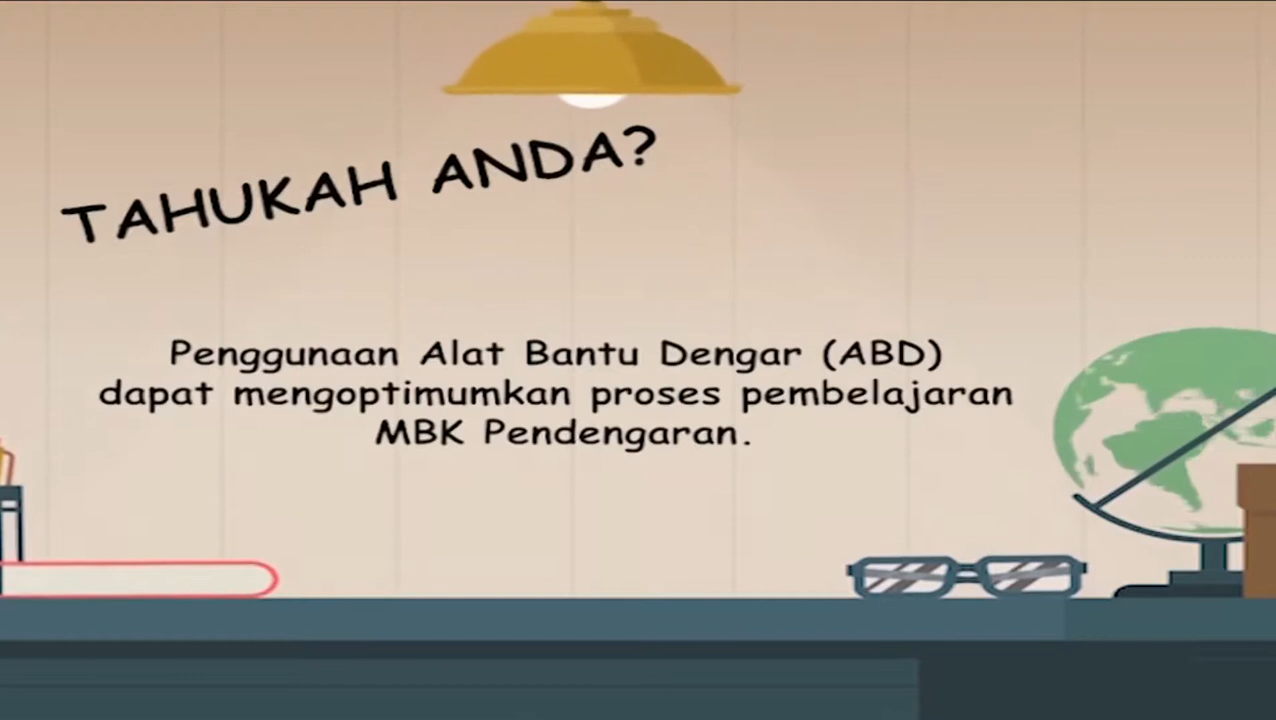 TAHUKAH ANDA?
Penggunaan Alat Bantu Dengar (ABD)
dapat mengoptimumkan proses pembelajaran
MBK Pendengaran.